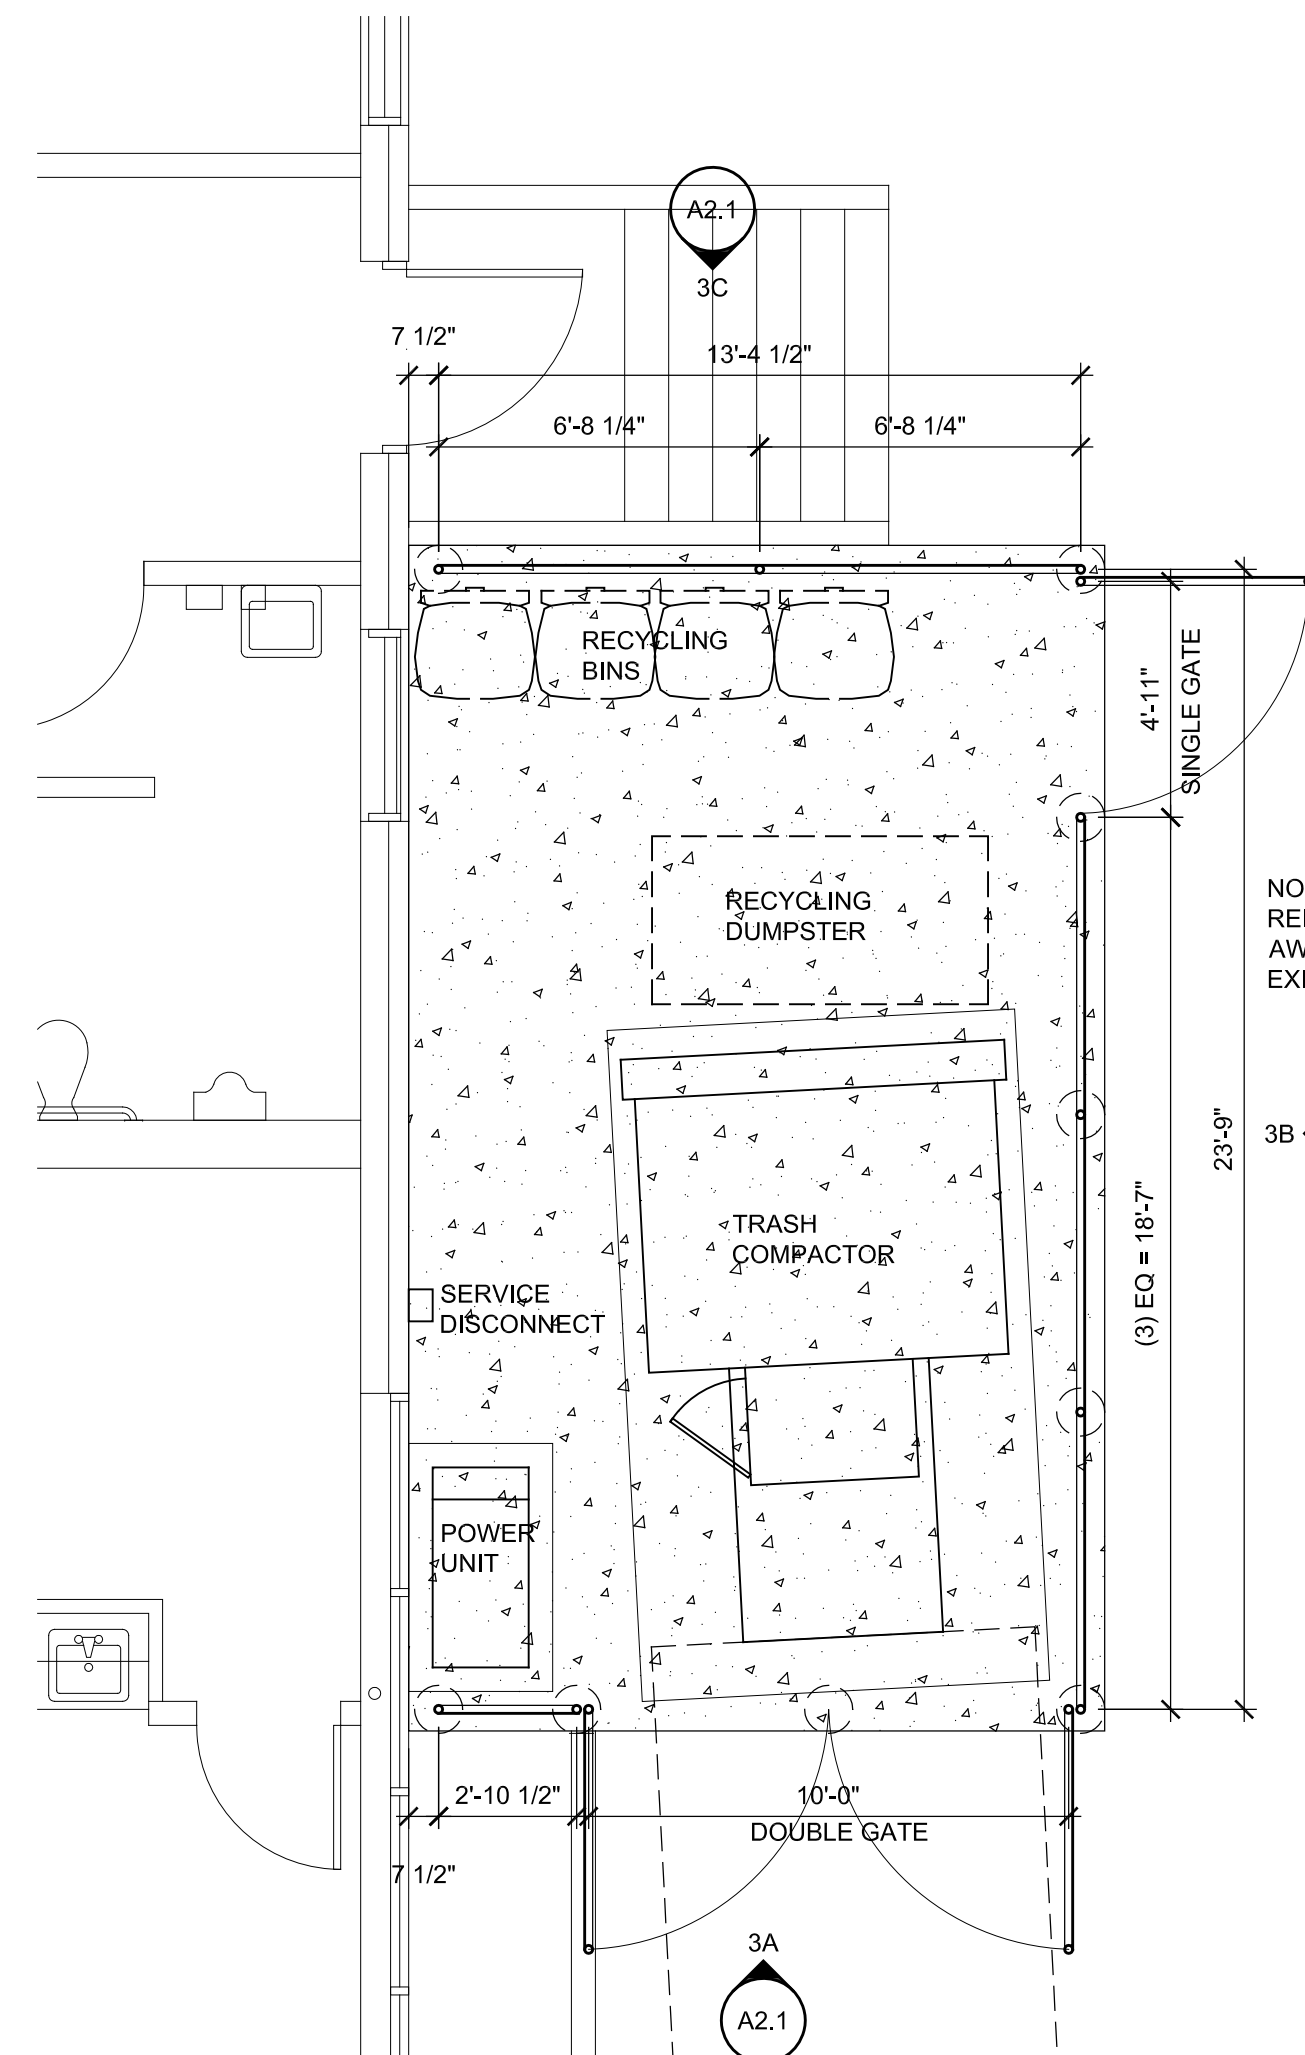 A2.1
3C
7 1/2"
13'-4 1/2"
6'-8 1/4"
6'-8 1/4"
RECYCLING
BINS
4'-11"
SINGLE GATE
RECYCLING
DUMPSTER
NO
AW
23'-9"
3B
(3) EQ = 18'-7"
TRASH
COMPACTOR
SERVICE
DISCONNECT
POWER
UNIT
2'-10 1/2"
10'-0"
DOUBLE GATE
7 1/2"
3A
A2.1